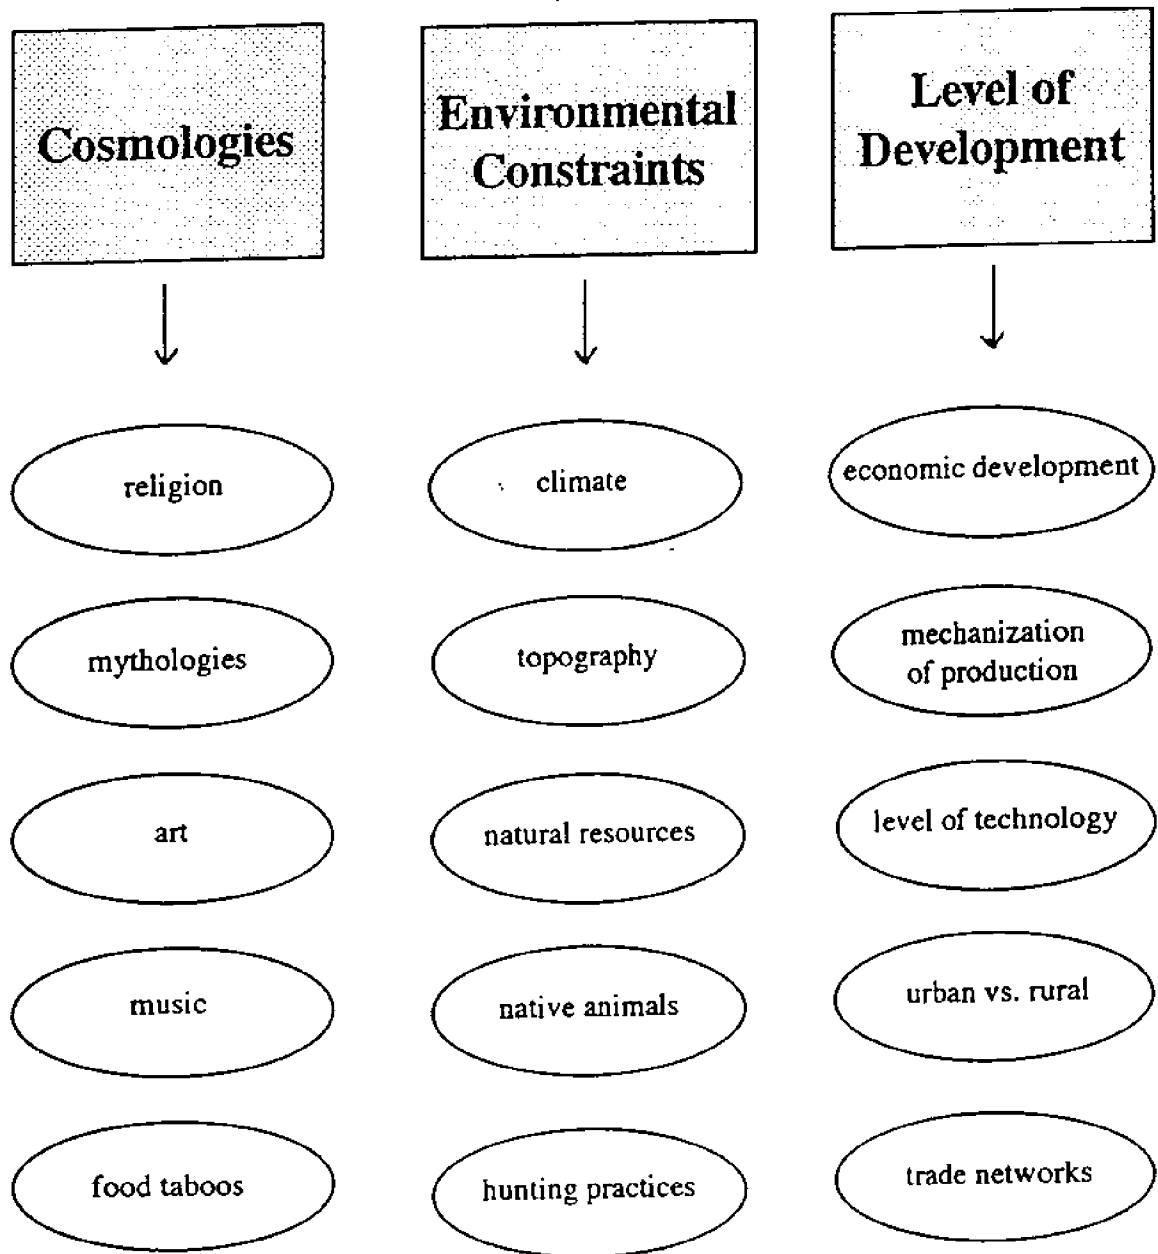 Cosmologies
religion
mythologies
art
music
food taboos
Environmental
Constraints
climate
topography
natural resources
native animals
hunting practices
Level of
Development
economic development
mechanization
of production
level of technology
urban vs. rural
trade networks